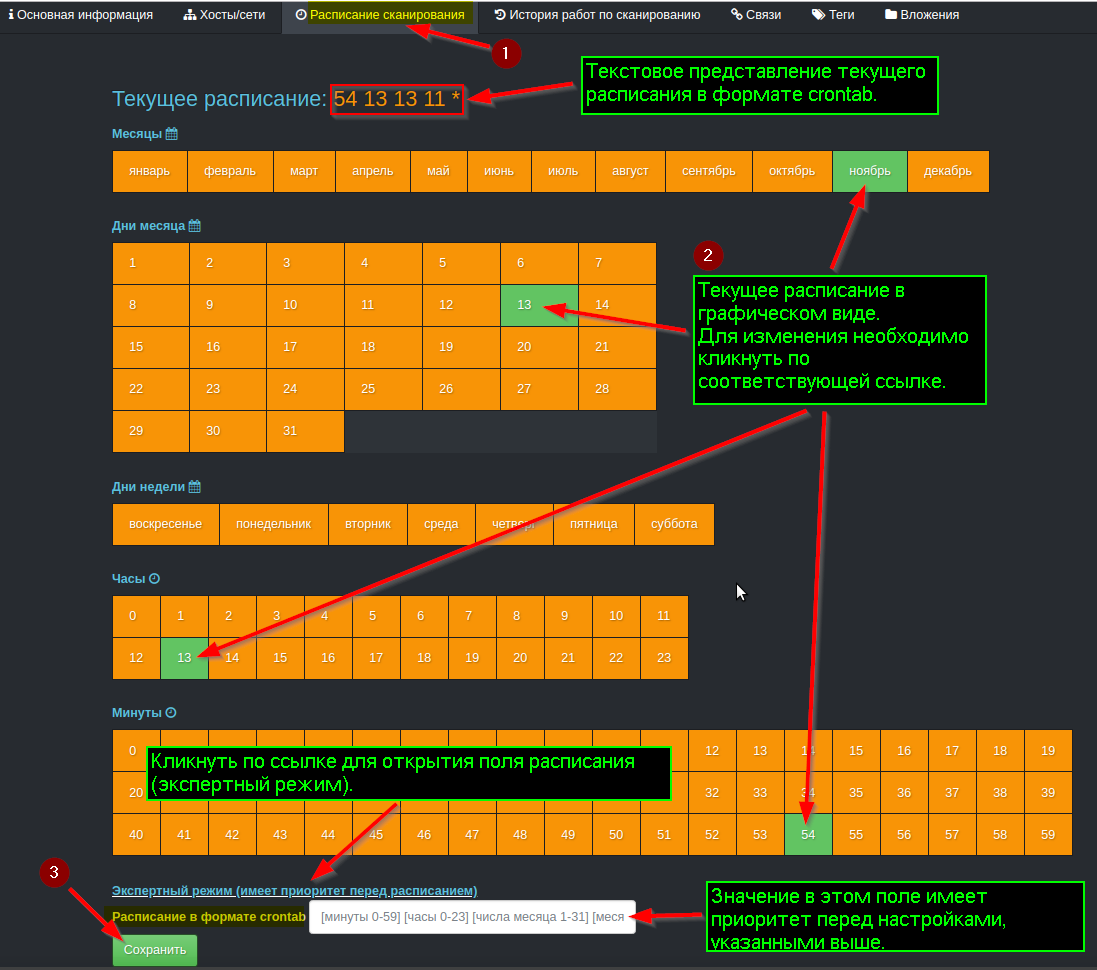 Основная информация Хосты/сети Расписание сканирования История работ по сканированию Связи Теги Вложения
1
Текстовое представление текущего
расписания в формате crontab.
Текущее расписание: 54 13 13 11 *
Месяцы
январь февраль март апрель май июнь июль август сентябрь октябрь ноябрь декабрь
Дни месяца
1 2 3 4 5 6 7
8 9 10 11 12 13 14
15 16 17 18 19 20 21
22 23 24 25 26 27 28
29 30 31
2
Текущее расписание в
графическом виде.
Для изменения необходимо
кликнуть по
соответствующей ссылке.
Дни недели
воскресенье понедельник вторник среда четверг пятница суббота
Часы
0 1 2 3 4 5 6 7 8 9 10 11
12 13 14 15 16 17 18 19 20 21 22 23
Минуты
0 12 13 14 15 16 17 18 19
Кликнуть по ссылке для открытия поля расписания
(экспертный режим).
20 32 33 34 35 36 37 38 39
40 41 42 43 44 45 46 47 48 49 50 51 52 53 54 55 56 57 58 59
3
Экспертный режим (имеет приоритет перед расписанием)
Расписание в формате crontab [минуты 0-59] [часы 0-23] [числа месяца 1-31] [меся
Значение в этом поле имеет
приоритет перед настройками,
указанными выше.
Сохранить